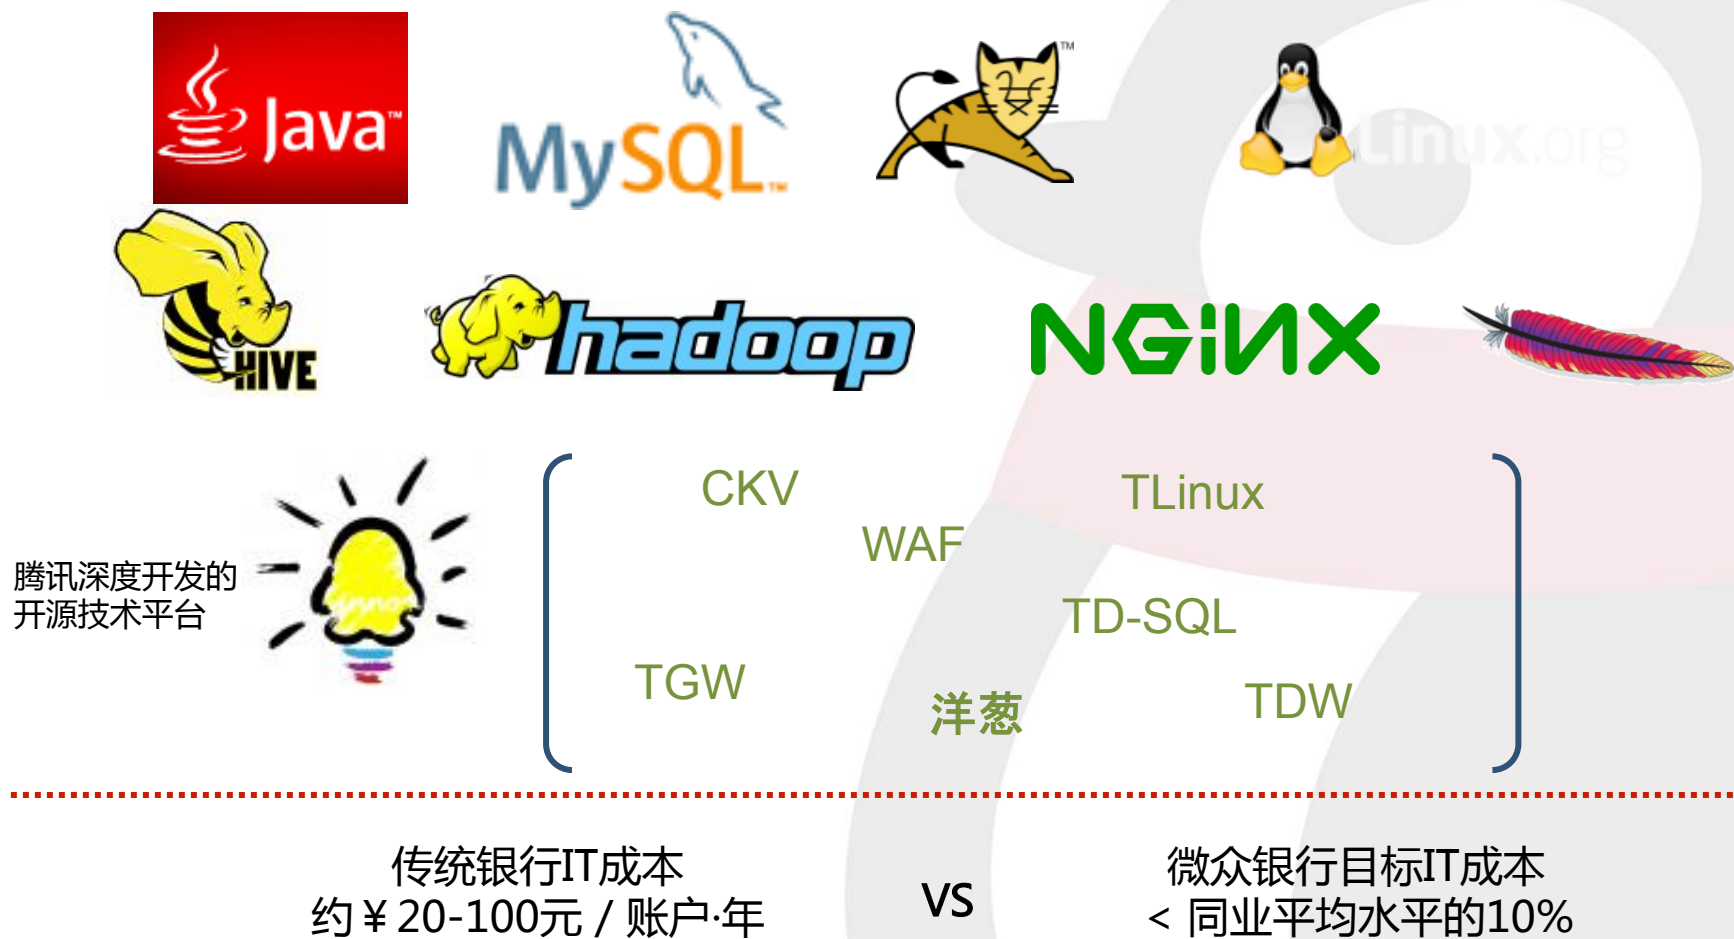 Java™
MySQL™
TM
Linux.org
HIVE
hadoop
NGiNX
CKV
TLinux
WAF
腾讯深度开发的
开源技术平台
TD-SQL
TGW
洋葱
TDW
传统银行IT成本
约¥20-100元 / 账户·年
VS
微众银行目标IT成本
< 同业平均水平的10%